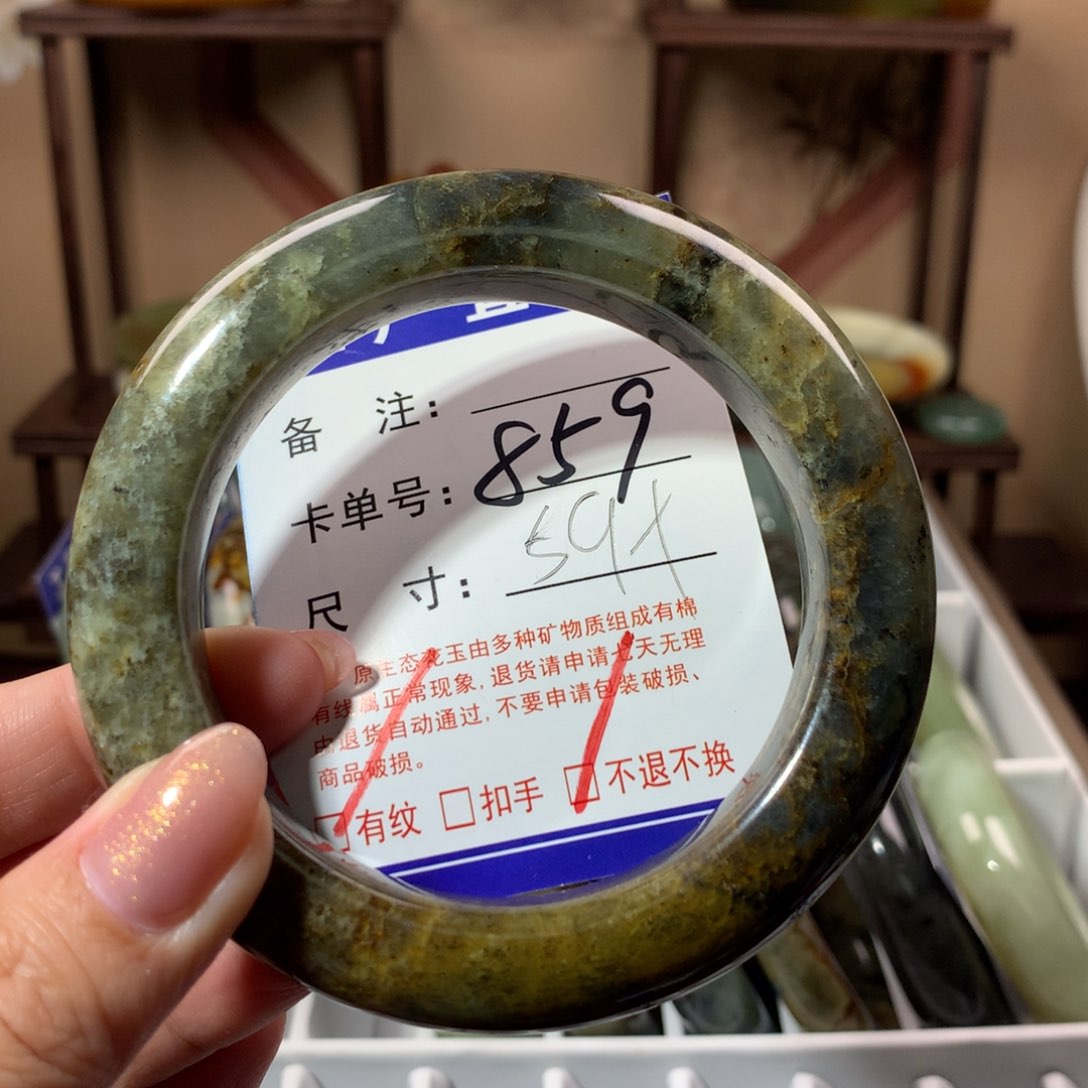 备 注：
卡单号：859
尺 寸：59
原生态花玉由多种矿物质组成有棉
有线属正常现象,退货请申请七天无理
由退货自动通过,不要申请包装破损、
商品破损。
☐有纹 ☐扣手 ☐不退不换